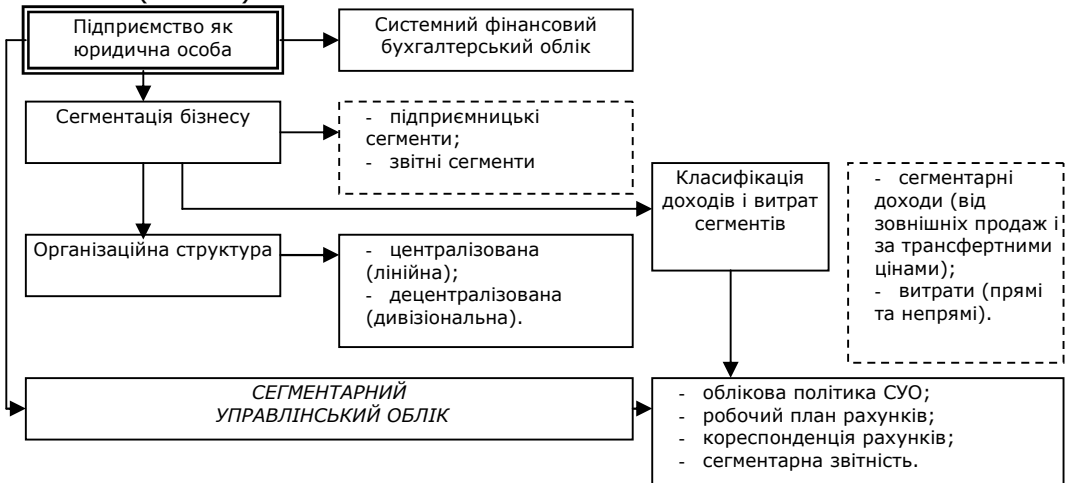 Підприємство як
юридична особа
Системний фінансовий
бухгалтерський облік
Сегментація бізнесу
- підприємницькі
сегменти;
- звітні сегменти
Класифікація
доходів і витрат
сегментів
- сегментарні
доходи (від
зовнішніх продаж і
за трансфертними
цінами);
- витрати (прямі
та непрямі).
Організаційна структура
- централізована
(лінійна);
- децентралізована
(дивізіональна).
СЕГМЕНТАРНИЙ
УПРАВЛІНСЬКИЙ ОБЛІК
- облікова політика СУО;
- робочий план рахунків;
- кореспонденція рахунків;
- сегментарна звітність.